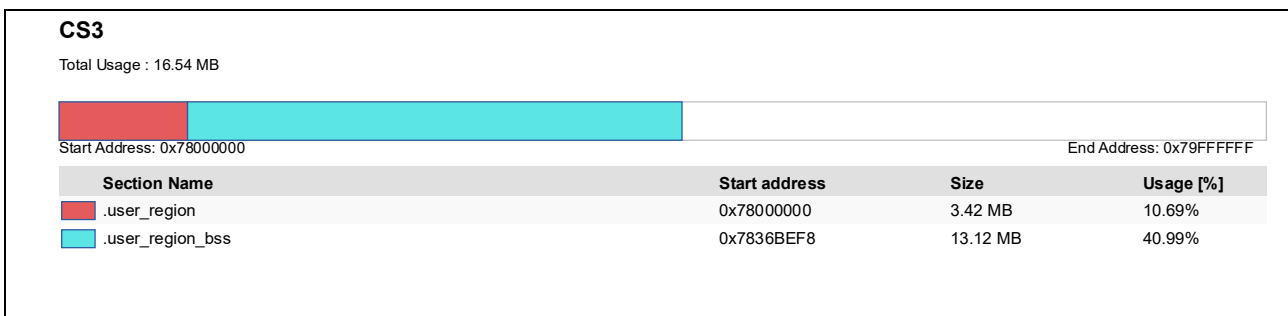 CS3
Total Usage : 16.54 MB
Start Address: 0x78000000 End Address: 0x79FFFFFF
Section Name Start address Size Usage [%]
.user_region 0x78000000 3.42 MB 10.69%
.user_region_bss 0x7836BEF8 13.12 MB 40.99%